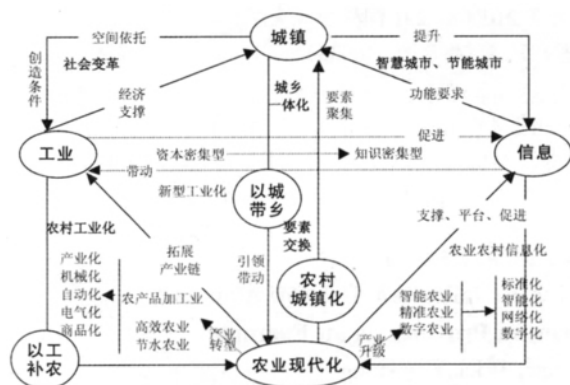 城镇
空间依托
提升
创造条件
社会变革
智慧城市、节能城市
经济
支撑
城乡
一体化
要素
聚集
功能要求
促进
工业
信息
资本密集型
知识密集型
带动
新型工业化
以城
带乡
支撑、平台、促进
农村工业化
要素
交换
农业农村信息化
拓展
产业链
引领
带动
农村
城镇化
产业化
机械化
自动化
电气化
商品化
农产品加工业
智能农业
精准农业
数字农业
标准化
智能化
网络化
数字化
高效农业
节水农业
产业
转型
产业
升级
以工
补农
农业现代化